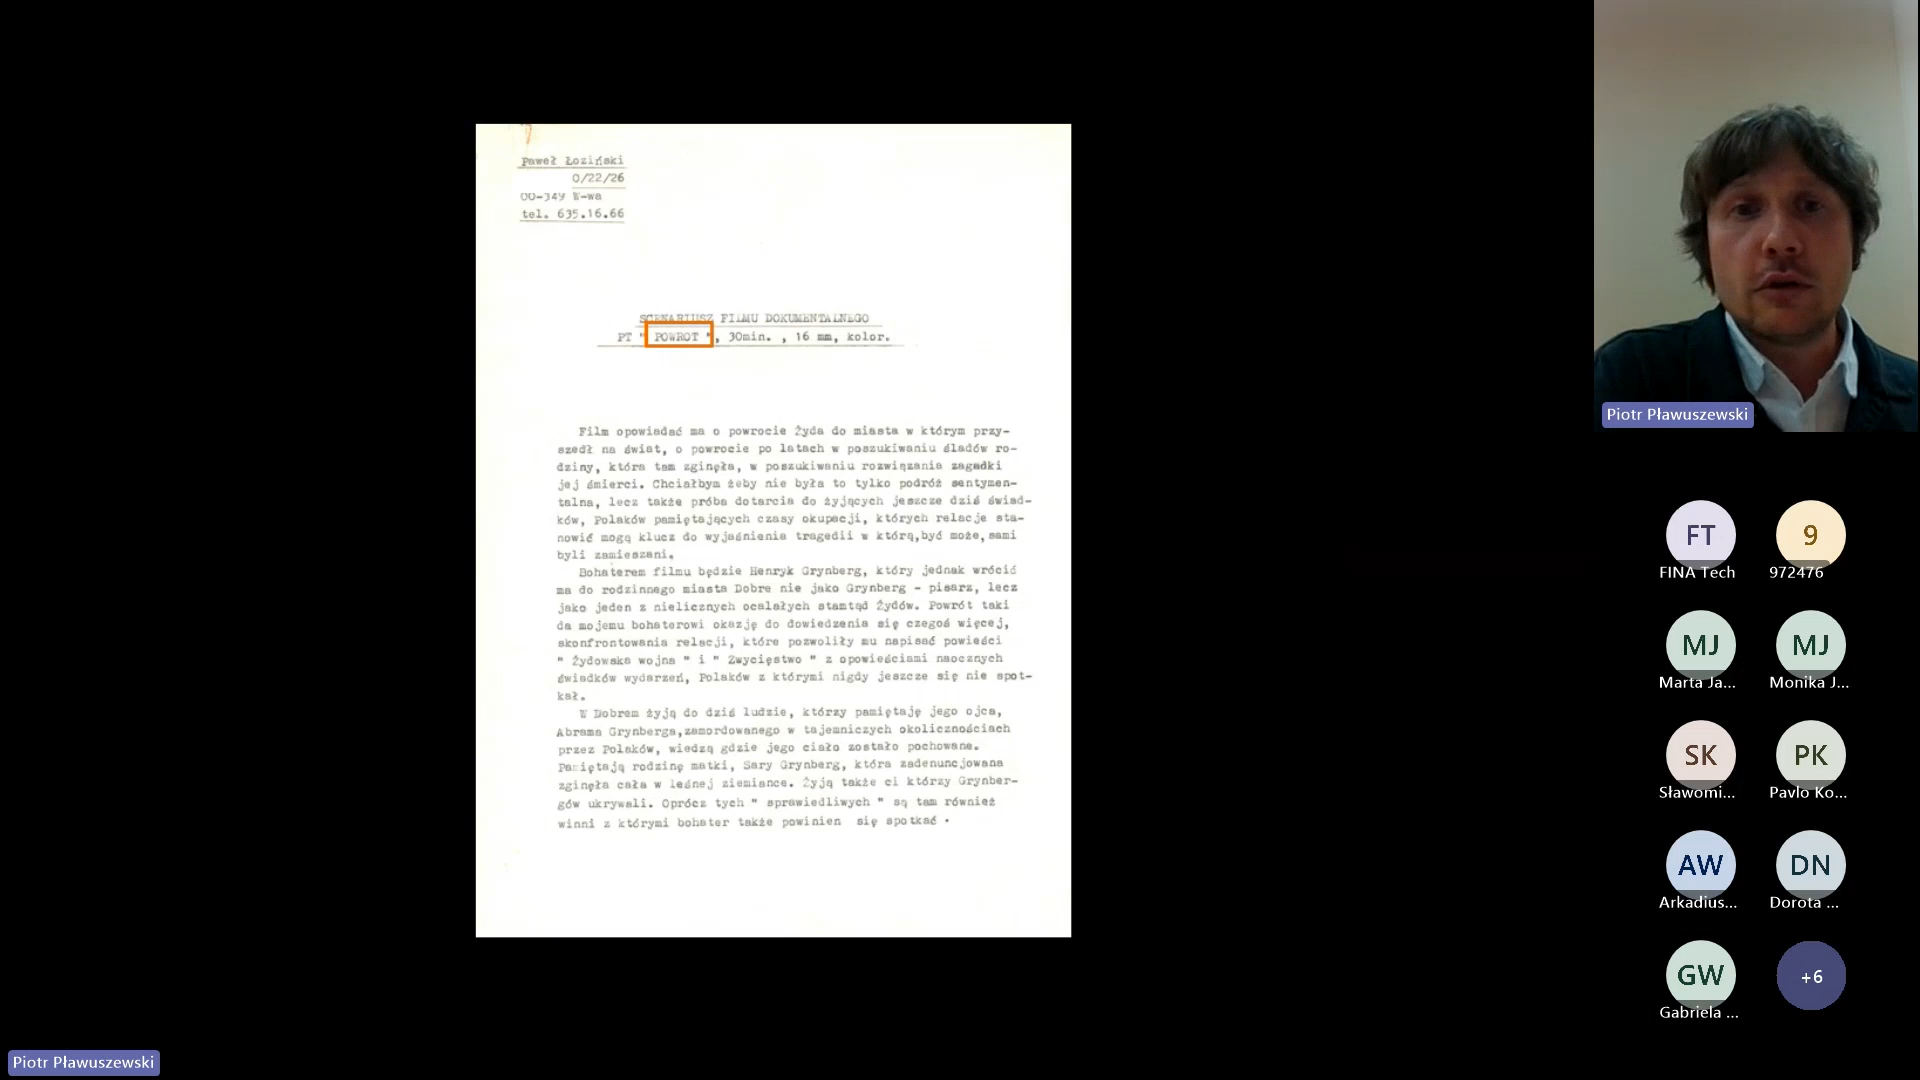 Paweł Łoziński
0/22/26
00-349 W-wa
tel. 635.16.66
SCENARIUSZ FILMU DOKUMENTALNEGO
PT " POWROT ", 30min. , 16 mm, kolor.
Film opowiadać ma o powrocie Żyda do miasta w którym przy-
szedł na świat, o powrocie po latach w poszukiwaniu śladów ro-
dziny, która tam zginęła, w poszukiwaniu rozwiązania zagadki
jej śmierci. Chciałbym żeby nie była to tylko podróż sentymen-
talna, lecz także próba dotarcia do żyjących jeszcze dziś świad-
ków, Polaków pamiętających czasy okupacji, których relacje sta-
nowić mogą klucz do wyjaśnienia tragedii w którą,być może,sami
byli zamieszani.
Bohaterem filmu będzie Henryk Grynberg, który jednak wrócić
ma do rodzinnego miasta Dobre nie jako Grynberg - pisarz, lecz
jako jeden z nielicznych ocalałych stamtąd Żydów. Powrót taki
da mojemu bohaterowi okazję do dowiedzenia się czegoś więcej,
skonfrontowania relacji, które pozwoliły mu napisać powieści
" Żydowska wojna " i " Zwycięstwo " z opowieściami naocznych
świadków wydarzeń, Polaków z którymi nigdy jeszcze się nie spot-
kał.
W Dobrem żyją do dziś ludzie, którzy pamiętaję jego ojca,
Abrama Grynberga,zamordowanego w tajemniczych okolicznościach
przez Polaków, wiedzą gdzie jego ciało zostało pochowane.
Pamiętają rodzinę matki, Sary Grynberg, która zadenuncjowana
zginęła cała w leśnej ziemiance. Żyją także ci którzy Grynber-
gów ukrywali. Oprócz tych " sprawiedliwych " są tam również
winni z którymi bohater także powinien się spotkać .
Piotr Pławuszewski
FT
9
FINA Tech
972476
MJ
MJ
Marta Ja...
Monika J...
SK
PK
Sławomi...
Pavlo Ko...
AW
DN
Arkadius...
Dorota ...
GW
+6
Gabriela ...
Piotr Pławuszewski